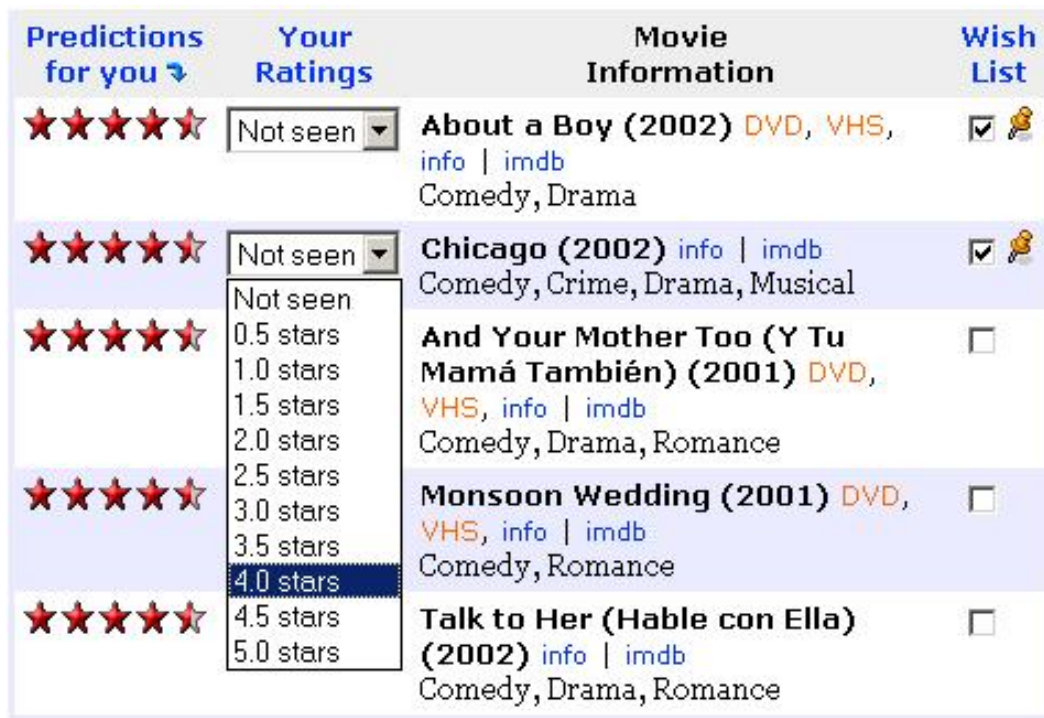 Predictions for you
Your Ratings
Movie Information
Wish List
Not seen
About a Boy (2002) DVD, VHS,
info | imdb
Comedy, Drama
Not seen
Chicago (2002) info | imdb
Comedy, Crime, Drama, Musical
Not seen
0.5 stars
1.0 stars
1.5 stars
2.0 stars
2.5 stars
3.0 stars
3.5 stars
4.0 stars
4.5 stars
5.0 stars
And Your Mother Too (Y Tu
Mamá También) (2001) DVD,
VHS, info | imdb
Comedy, Drama, Romance
Monsoon Wedding (2001) DVD,
VHS, info | imdb
Comedy, Romance
Talk to Her (Hable con Ella)
(2002) info | imdb
Comedy, Drama, Romance